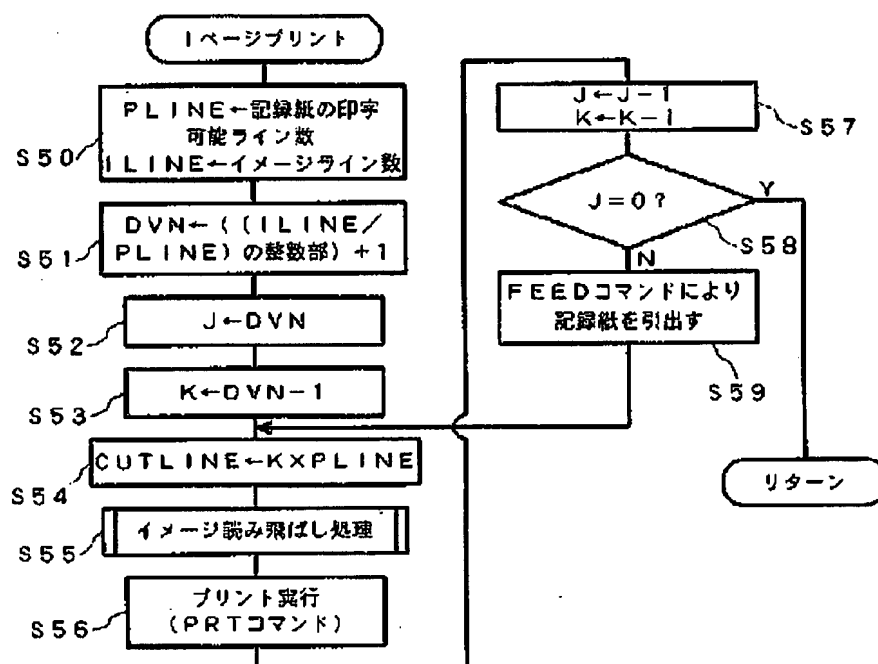 1ページプリント
PLINE←記録紙の印字
可能ライン数
ILINE←イメージライン数
S50
DVN←((ILINE/
PLINE)の整数部)+1
S51
J←DVN
S52
K←DVN-1
S53
CUTLINE←K×PLINE
S54
イメージ読み飛ばし処理
S55
プリント実行
(PRTコマンド)
S56
J←J-1
K←K-1
S57
J=0?
Y
S58
N
FEEDコマンドにより
記録紙を引出す
S59
リターン